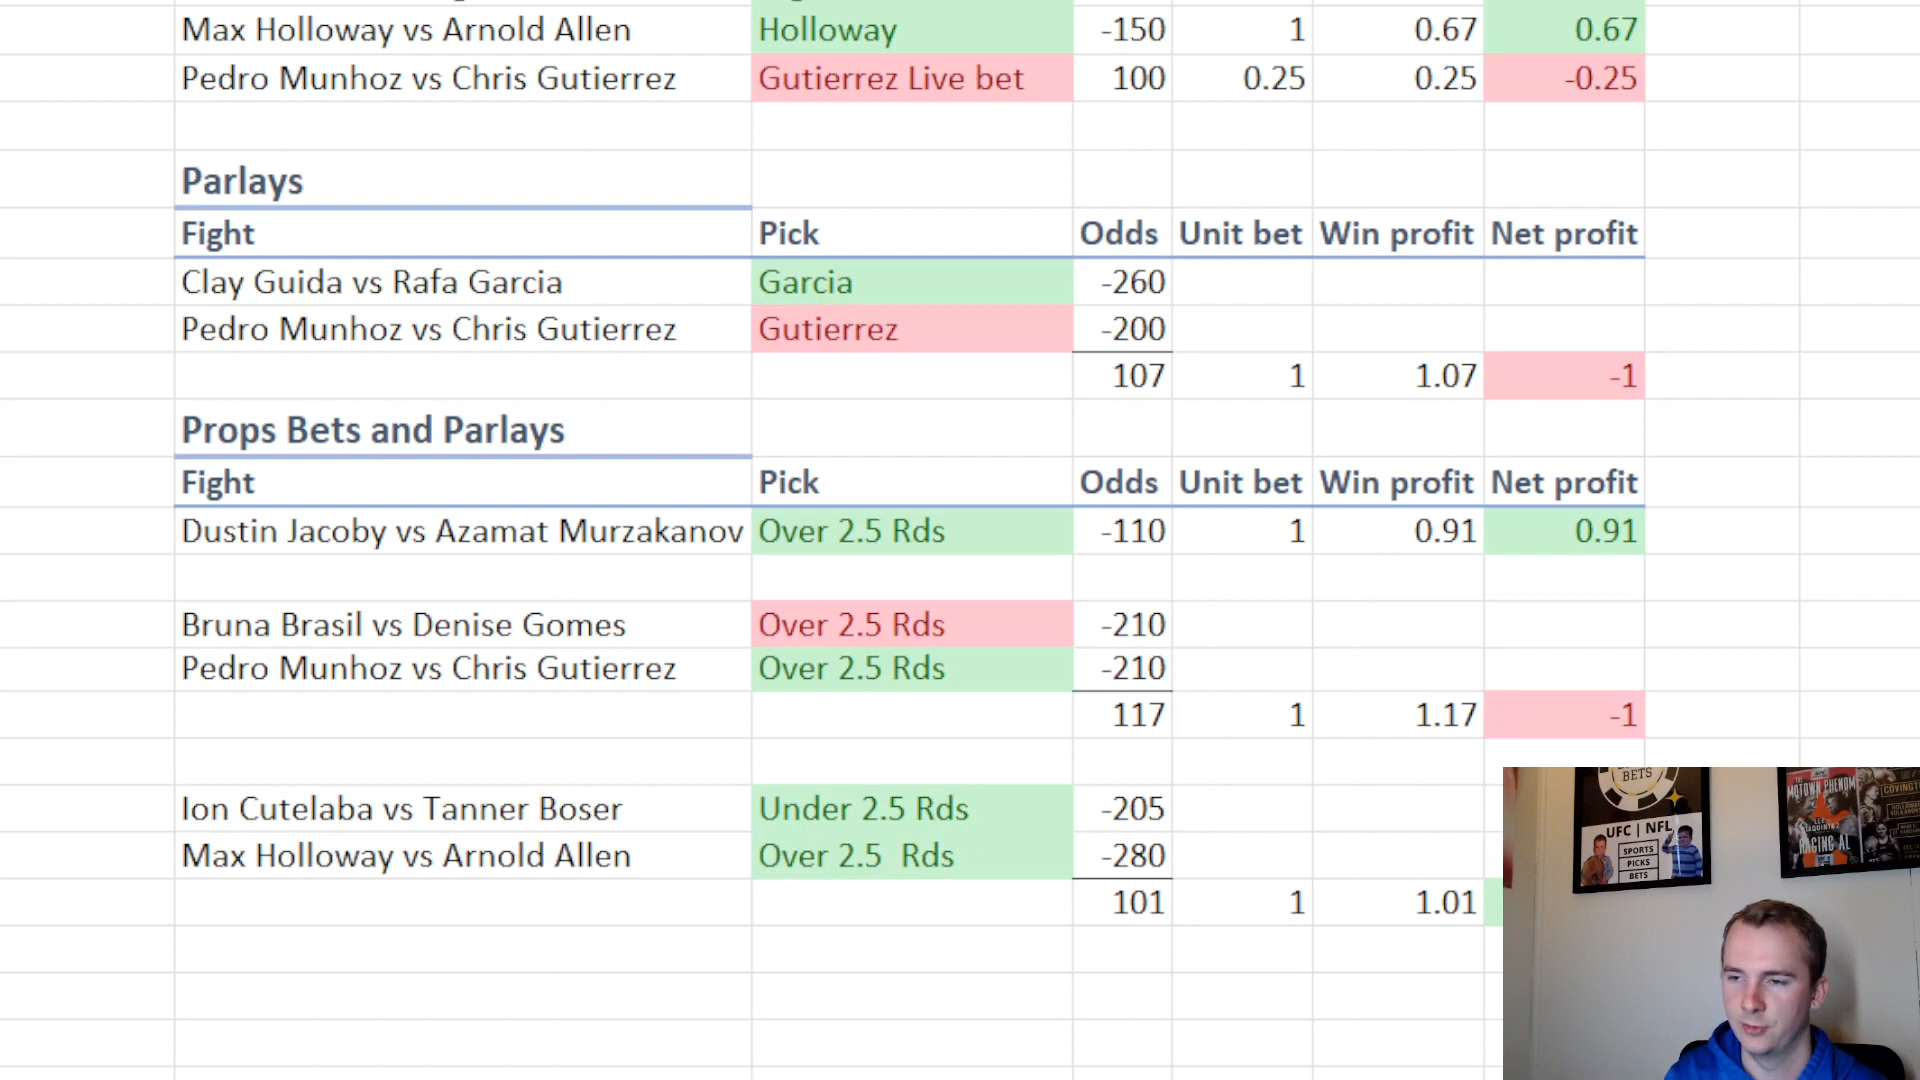 Max Holloway vs Arnold Allen Holloway -150 1 0.67 0.67
Pedro Munhoz vs Chris Gutierrez Gutierrez Live bet 100 0.25 0.25 -0.25
Parlays
Fight Pick Odds Unit bet Win profit Net profit
Clay Guida vs Rafa Garcia Garcia -260
Pedro Munhoz vs Chris Gutierrez Gutierrez -200
107 1 1.07 -1
Props Bets and Parlays
Fight Pick Odds Unit bet Win profit Net profit
Dustin Jacoby vs Azamat Murzakanov Over 2.5 Rds -110 1 0.91 0.91
Bruna Brasil vs Denise Gomes Over 2.5 Rds -210
Pedro Munhoz vs Chris Gutierrez Over 2.5 Rds -210
117 1 1.17 -1
Ion Cutelaba vs Tanner Boser Under 2.5 Rds -205
Max Holloway vs Arnold Allen Over 2.5 Rds -280
101 1 1.01
BETS
UFC | NFL
SPORTS
PICKS
BETS
MOTOWN PHENOM
RAGING AL
COVINGT